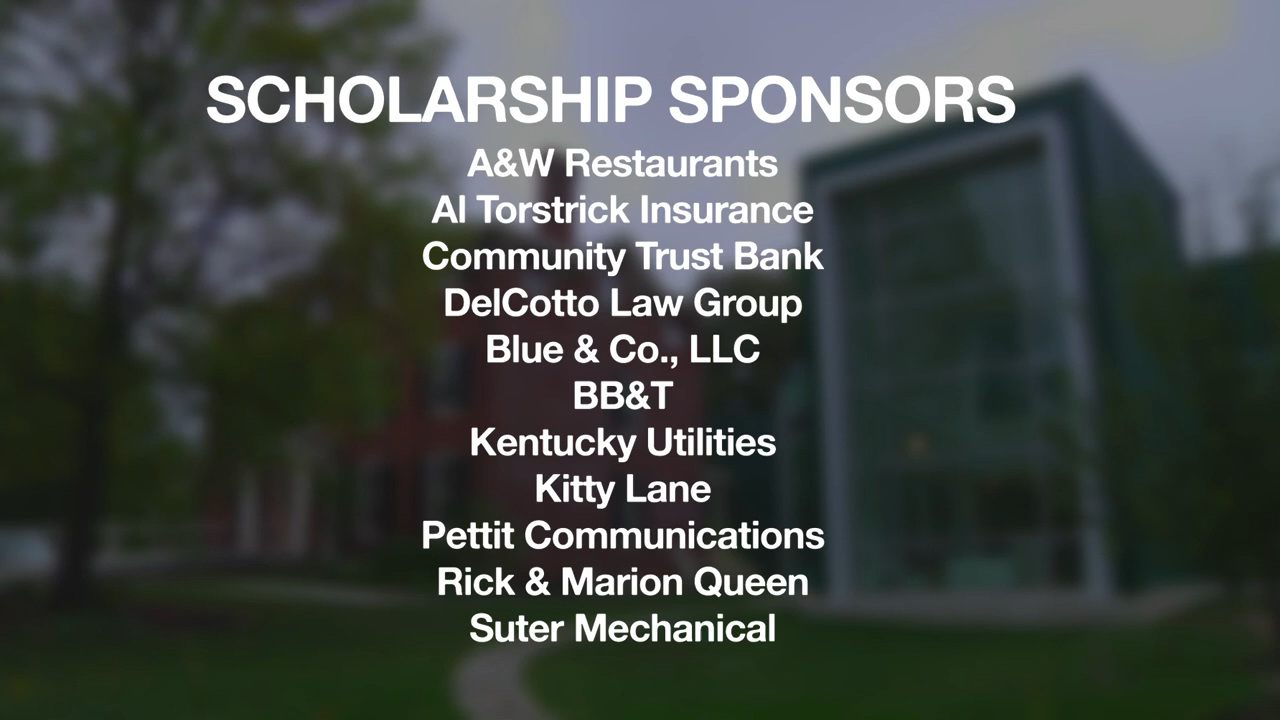 SCHOLARSHIP SPONSORS
A&W Restaurants
Al Torstrick Insurance
Community Trust Bank
DelCotto Law Group
Blue & Co., LLC
BB&T
Kentucky Utilities
Kitty Lane
Pettit Communications
Rick & Marion Queen
Suter Mechanical